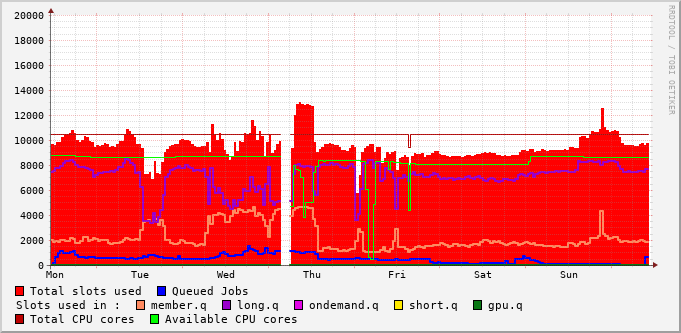 20000
18000
16000
14000
12000
10000
8000
6000
4000
2000
0
Mon Tue Wed Thu Fri Sat Sun
Total slots used Queued Jobs
Slots used in : member.q long.q ondemand.q short.q gpu.q
Total CPU cores Available CPU cores
RRDTOOL / TOBI OETIKER